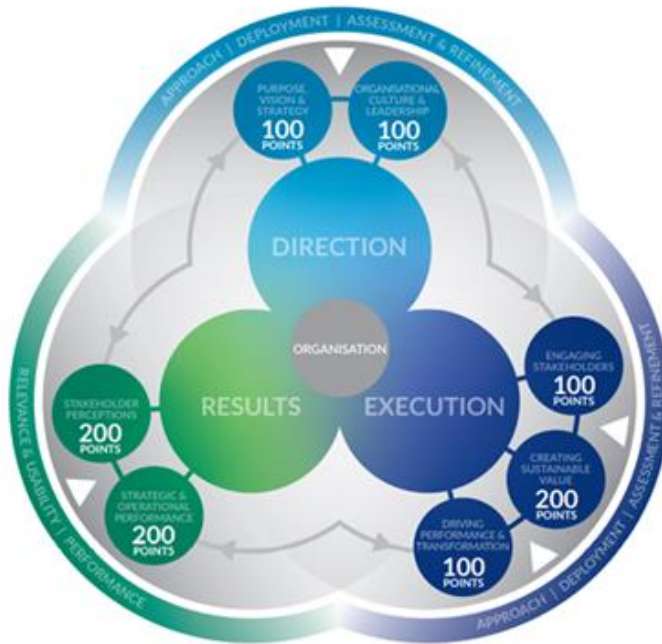 APPROACH | DEPLOYMENT | ASSESSMENT & REFINEMENT
PURPOSE,
VISION &
STRATEGY
100
POINTS
ORGANISATIONAL
CULTURE &
LEADERSHIP
100
POINTS
DIRECTION
ORGANISATION
RESULTS
EXECUTION
ENGAGING
STAKEHOLDERS
100
POINTS
STAKEHOLDER
PERCEPTIONS
200
POINTS
CREATING
SUSTAINABLE
VALUE
200
POINTS
STRATEGIC &
OPERATIONAL
PERFORMANCE
200
POINTS
DRIVING
PERFORMANCE &
TRANSFORMATION
100
POINTS
RELEVANCE & USABILITY | PERFORMANCE
APPROACH | DEPLOYMENT | ASSESSMENT & REFINEMENT